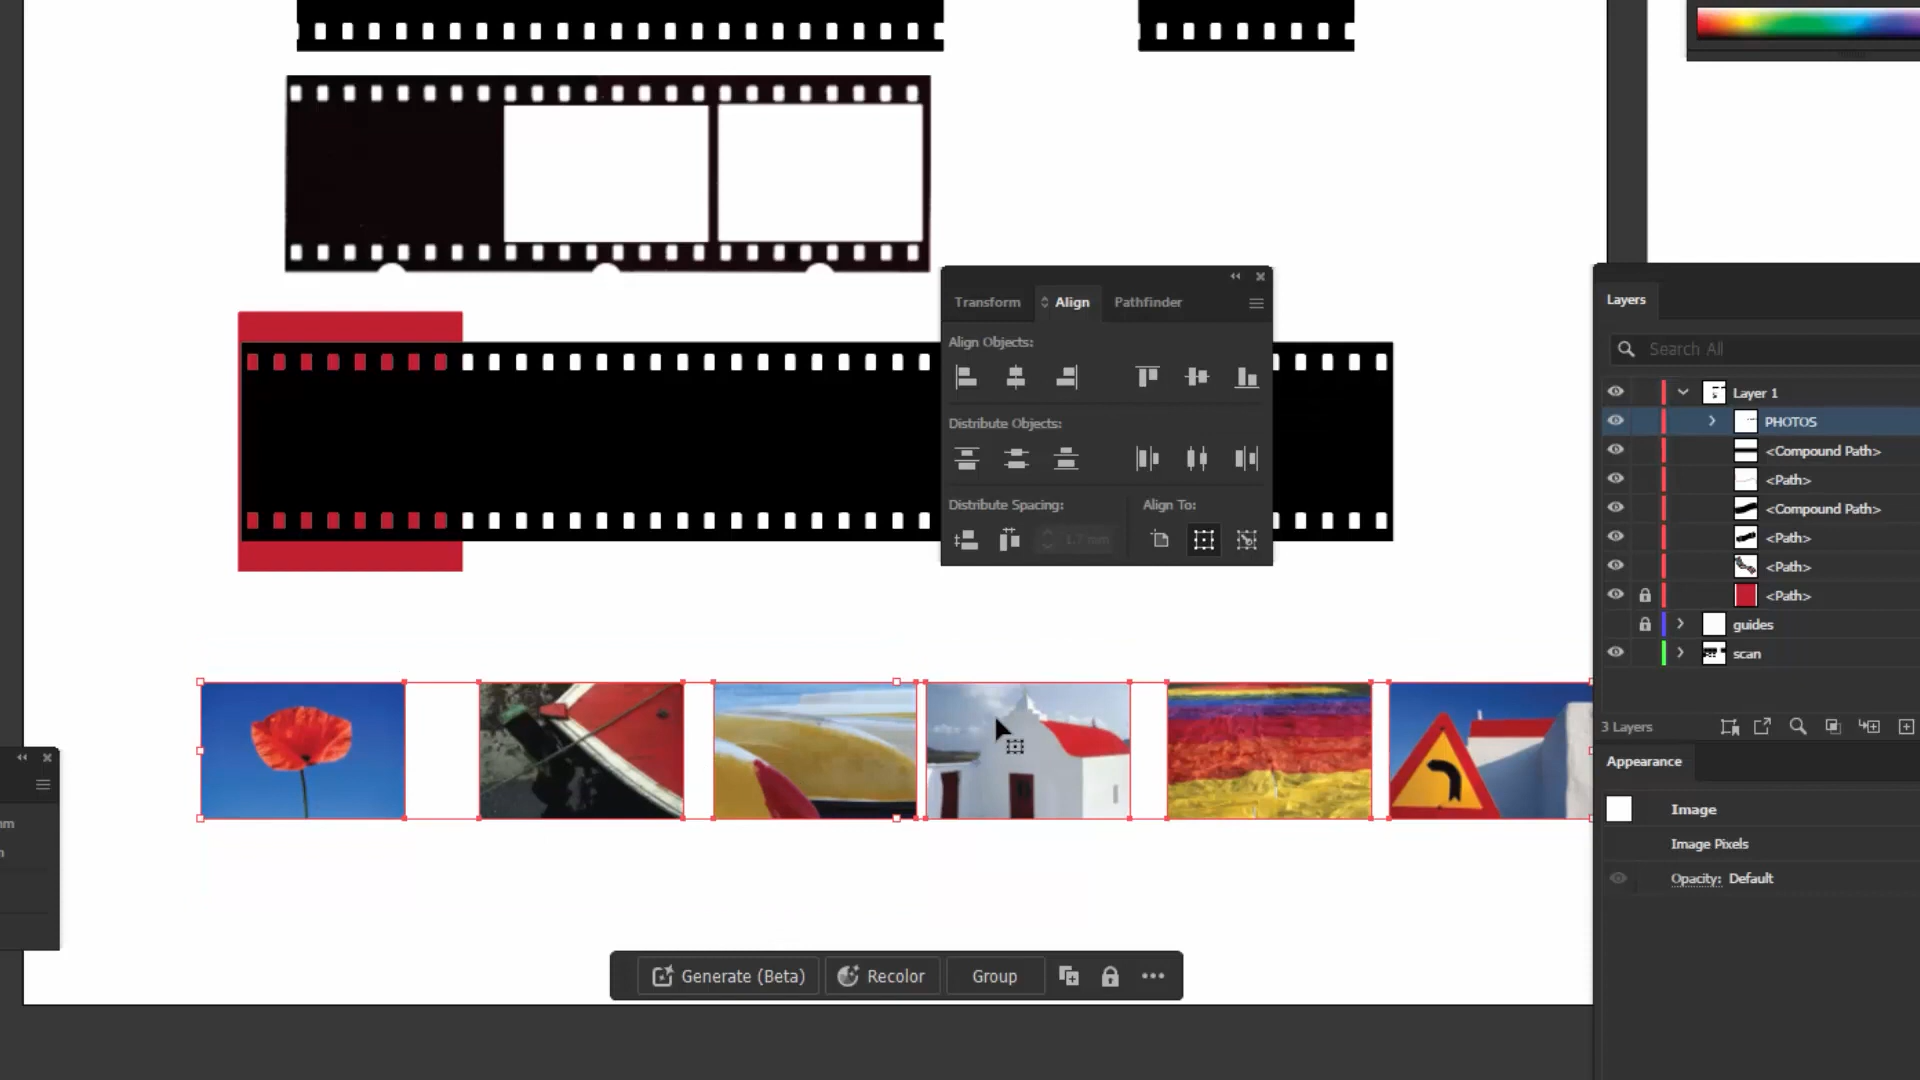 Transform
Align
Pathfinder
Align Objects:
Distribute Objects:
Distribute Spacing:
Align To:
1.7 mm
Layers
Search All
Layer 1
PHOTOS
<Compound Path>
<Path>
<Compound Path>
<Path>
<Path>
<Path>
guides
scan
3 Layers
Appearance
Image
Image Pixels
Opacity: Default
Generate (Beta)
Recolor
Group